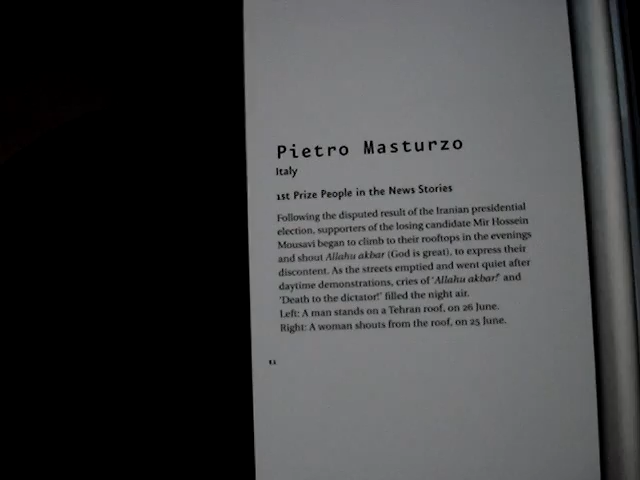 Pietro Masturzo
Italy
1st Prize People in the News Stories
Following the disputed result of the Iranian presidential
election, supporters of the losing candidate Mir Hossein
Mousavi began to climb to their rooftops in the evenings
and shout Allahu akbar (God is great), to express their
discontent. As the streets emptied and went quiet after
daytime demonstrations, cries of 'Allahu akbar!' and
'Death to the dictator!' filled the night air.
Left: A man stands on a Tehran roof, on 26 June.
Right: A woman shouts from the roof, on 25 June.